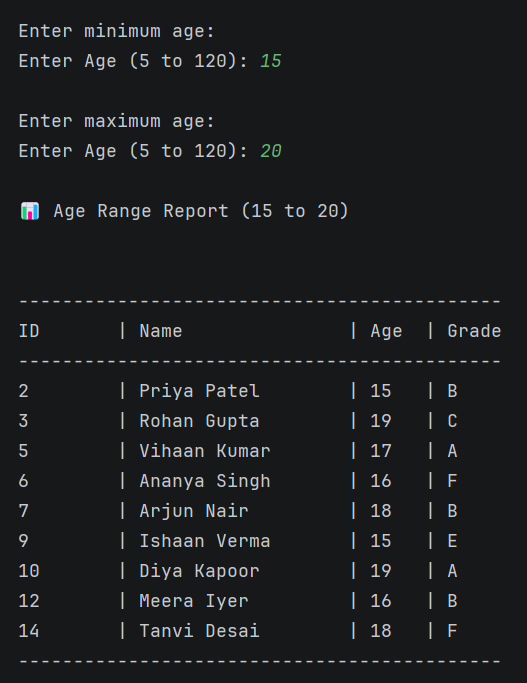 Enter minimum age:
Enter Age (5 to 120): 15
Enter maximum age:
Enter Age (5 to 120): 20
📊 Age Range Report (15 to 20)
--------------------------------------------
ID       | Name               | Age  | Grade
--------------------------------------------
2        | Priya Patel        | 15   | B
3        | Rohan Gupta        | 19   | C
5        | Vihaan Kumar       | 17   | A
6        | Ananya Singh       | 16   | F
7        | Arjun Nair         | 18   | B
9        | Ishaan Verma       | 15   | E
10       | Diya Kapoor        | 19   | A
12       | Meera Iyer         | 16   | B
14       | Tanvi Desai        | 18   | F
--------------------------------------------